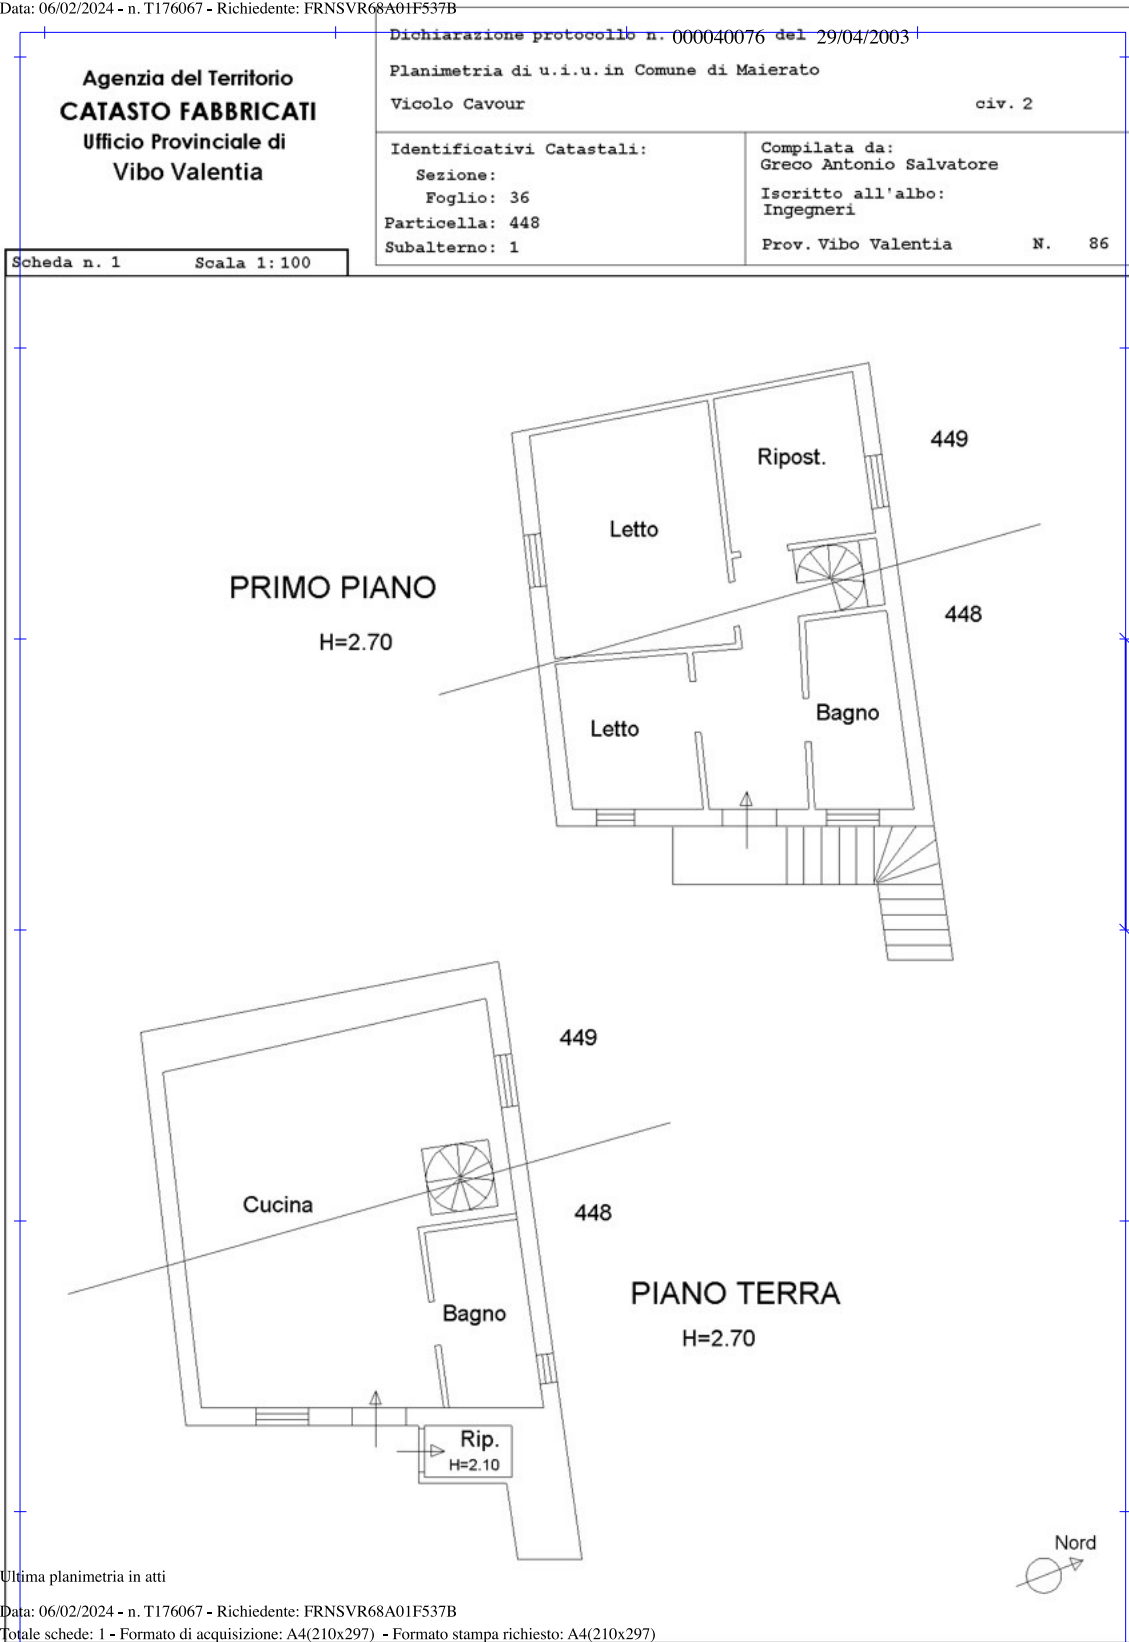 Data: 06/02/2024 - n. T176067 - Richiedente: FRNSVR68A01F537B
Dichiarazione protocollo n. 000040076 del 29/04/2003
Planimetria di u.i.u. in Comune di Maierato
Vicolo Cavour civ. 2
Agenzia del Territorio
CATASTO FABBRICATI
Ufficio Provinciale di
Vibo Valentia
Identificativi Catastali:
Sezione:
Foglio: 36
Particella: 448
Subalterno: 1
Compilata da:
Greco Antonio Salvatore
Iscritto all'albo:
Ingegneri
Prov. Vibo Valentia N. 86
Scheda n. 1 Scala 1:100
449
Ripost.
Letto
PRIMO PIANO
H=2.70
448
Letto
Bagno
449
Cucina
448
PIANO TERRA
H=2.70
Bagno
Rip.
H=2.10
Nord
Ultima planimetria in atti
Data: 06/02/2024 - n. T176067 - Richiedente: FRNSVR68A01F537B
Totale schede: 1 - Formato di acquisizione: A4(210x297) - Formato stampa richiesto: A4(210x297)